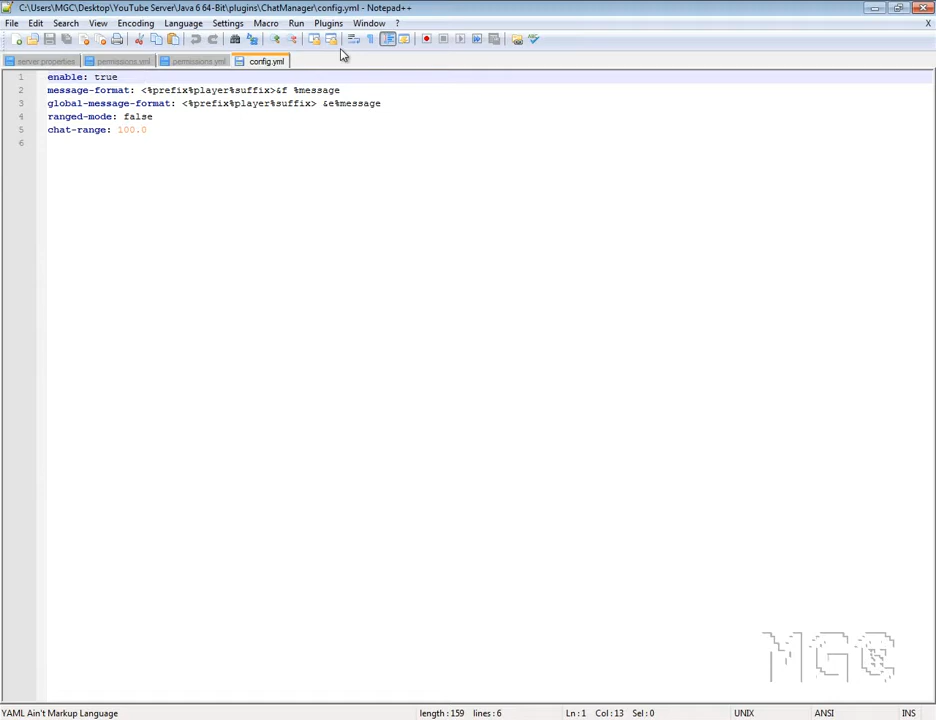 C:\Users\MGC\Desktop\YouTube Server\Java 6 64-Bit\plugins\ChatManager\config.yml - Notepad++
File Edit Search View Encoding Language Settings Macro Run Plugins Window ? X
server.properties permissions.yml permissions.yml config.yml
1 enable: true
2 message-format: <%prefix%player%suffix>&f %message
3 global-message-format: <%prefix%player%suffix> &e%message
4 ranged-mode: false
5 chat-range: 100.0
6
MGC
YAML Ain't Markup Language length : 159 lines : 6 Ln : 1 Col : 13 Sel : 0 UNIX ANSI INS